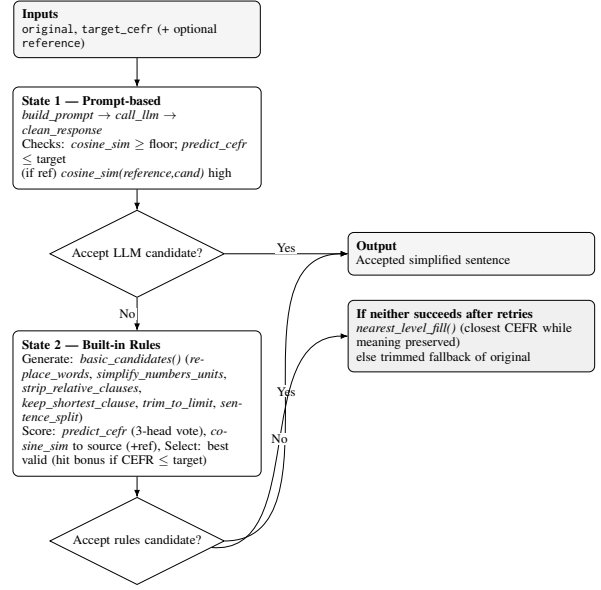 Inputs
original, target_cefr (+ optional
reference)
State 1 — Prompt-based
build_prompt → call_llm →
clean_response
Checks: cosine_sim ≥ floor; predict_cefr
≤ target
(if ref) cosine_sim(reference,cand) high
Accept LLM candidate?
Yes
Output
Accepted simplified sentence
No
If neither succeeds after retries
nearest_level_fill() (closest CEFR while
meaning preserved)
else trimmed fallback of original
State 2 — Built-in Rules
Generate: basic_candidates() (re-
place_words, simplify_numbers_units,
strip_relative_clauses,
keep_shortest_clause, trim_to_limit, sen-
tence_split)
Score: predict_cefr (3-head vote), co-
sine_sim to source (+ref), Select: best
valid (hit bonus if CEFR ≤ target)
Yes
No
Accept rules candidate?